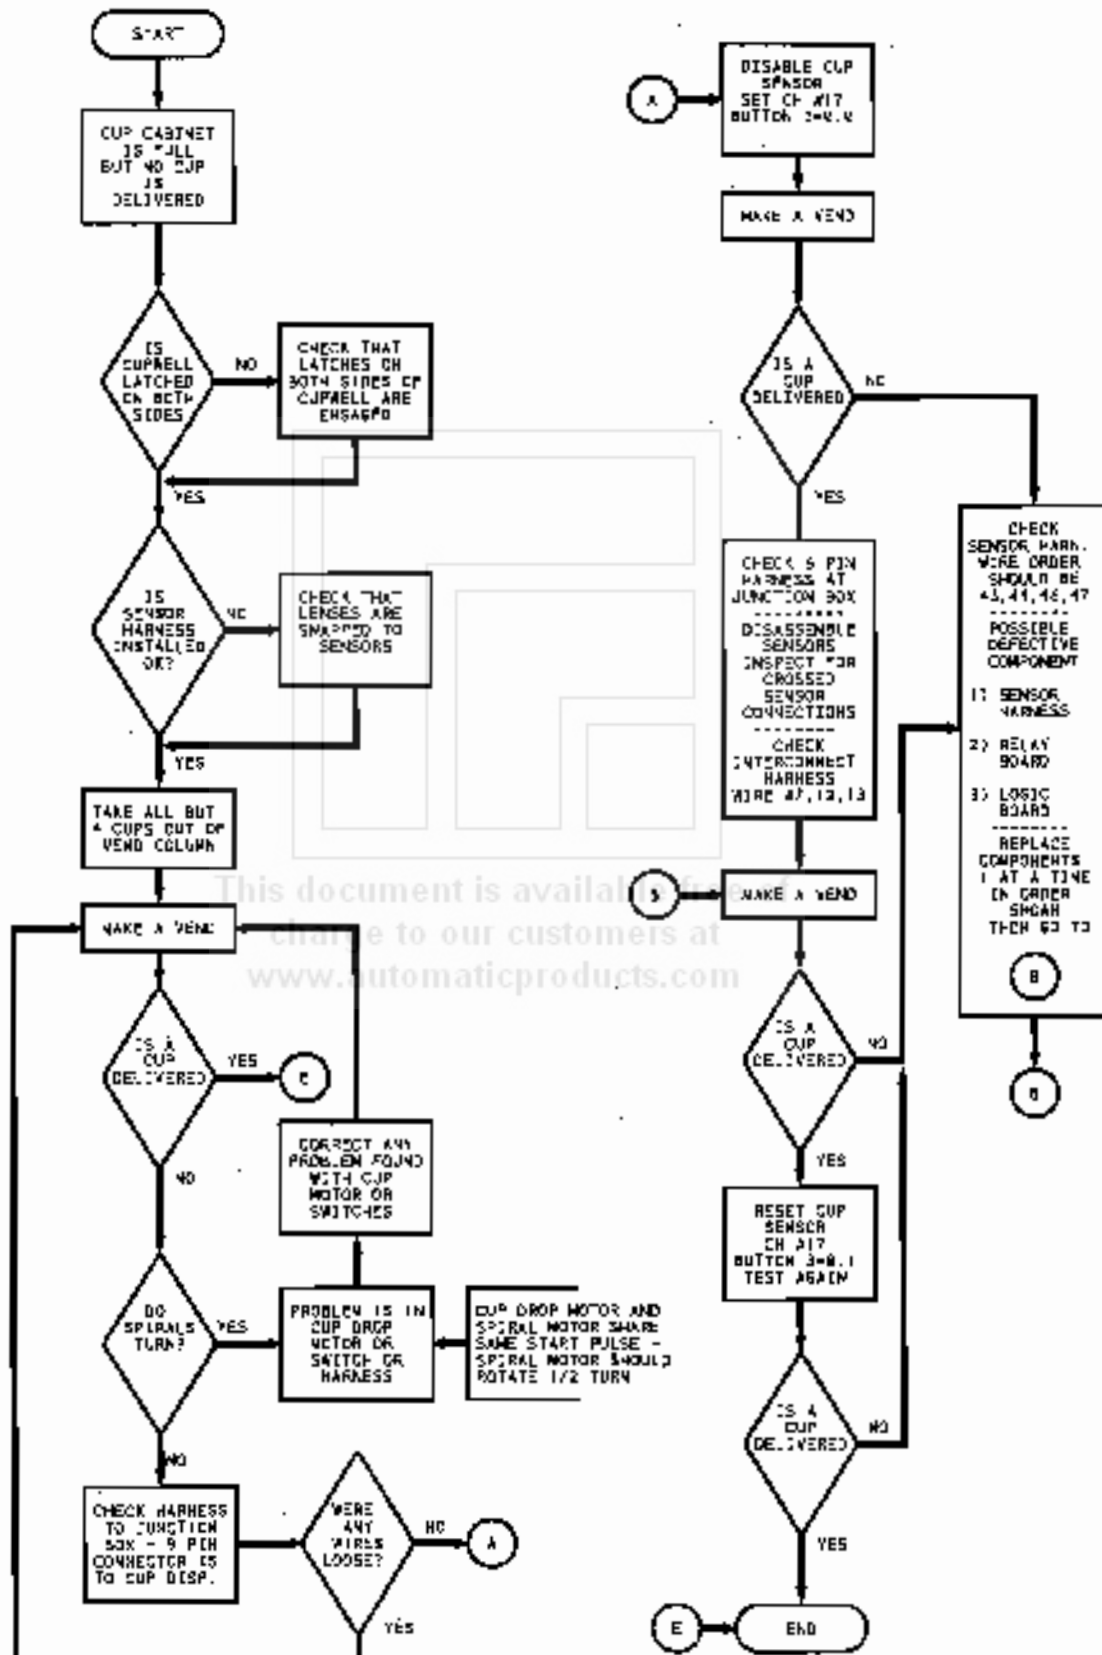 START
CUP CABINET
IS FULL
BUT NO CUP
IS
DELIVERED
IS
CUPWELL
LATCHED
ON BOTH
SIDES
NO
CHECK THAT
LATCHES ON
BOTH SIDES OF
CUPWELL ARE
ENGAGED
YES
IS
SENSOR
HARNESS
INSTALLED
OK?
NO
CHECK THAT
LENSES ARE
SNAPPED TO
SENSORS
YES
TAKE ALL BUT
4 CUPS OUT OF
VEND COLUMN
MAKE A VEND
IS A
CUP
DELIVERED
YES
E
NO
CORRECT ANY
PROBLEM FOUND
WITH CUP
MOTOR OR
SWITCHES
DO
SPIRALS
TURN?
YES
PROBLEM IS IN
CUP DROP
MOTOR OR
SWITCH OR
HARNESS
CUP DROP MOTOR AND
SPIRAL MOTOR SHARE
SAME START PULSE -
SPIRAL MOTOR SHOULD
ROTATE 1/2 TURN
NO
CHECK HARNESS
TO JUNCTION
BOX - 9 PIN
CONNECTOR IS
TO CUP DISP.
WERE
ANY
WIRES
LOOSE?
NO
A
YES
A
DISABLE CUP
SENSOR
SET CH #17
BUTTON
MAKE A VEND
IS A
CUP
DELIVERED
NO
YES
CHECK 6 PIN
HARNESS AT
JUNCTION BOX
---------
DISASSEMBLE
SENSORS
INSPECT FOR
CROSSED
SENSOR
CONNECTIONS
--------
CHECK
INTERCONNECT
HARNESS
WIRE
B
MAKE A VEND
IS A
CUP
DELIVERED
NO
YES
RESET CUP
SENSOR
CH #17
BUTTON
TEST AGAIN
IS A
CUP
DELIVERED
NO
YES
E
END
CHECK
SENSOR HARN.
WIRE ORDER
SHOULD BE
--------
POSSIBLE
DEFECTIVE
COMPONENT
1) SENSOR
HARNESS
2) RELAY
BOARD
3) LOGIC
BOARD
--------
REPLACE
COMPONENTS
1 AT A TIME
IN ORDER
SHOWN
THEN GO TO
B
B
This document is available free of
charge to our customers at
www.automaticproducts.com